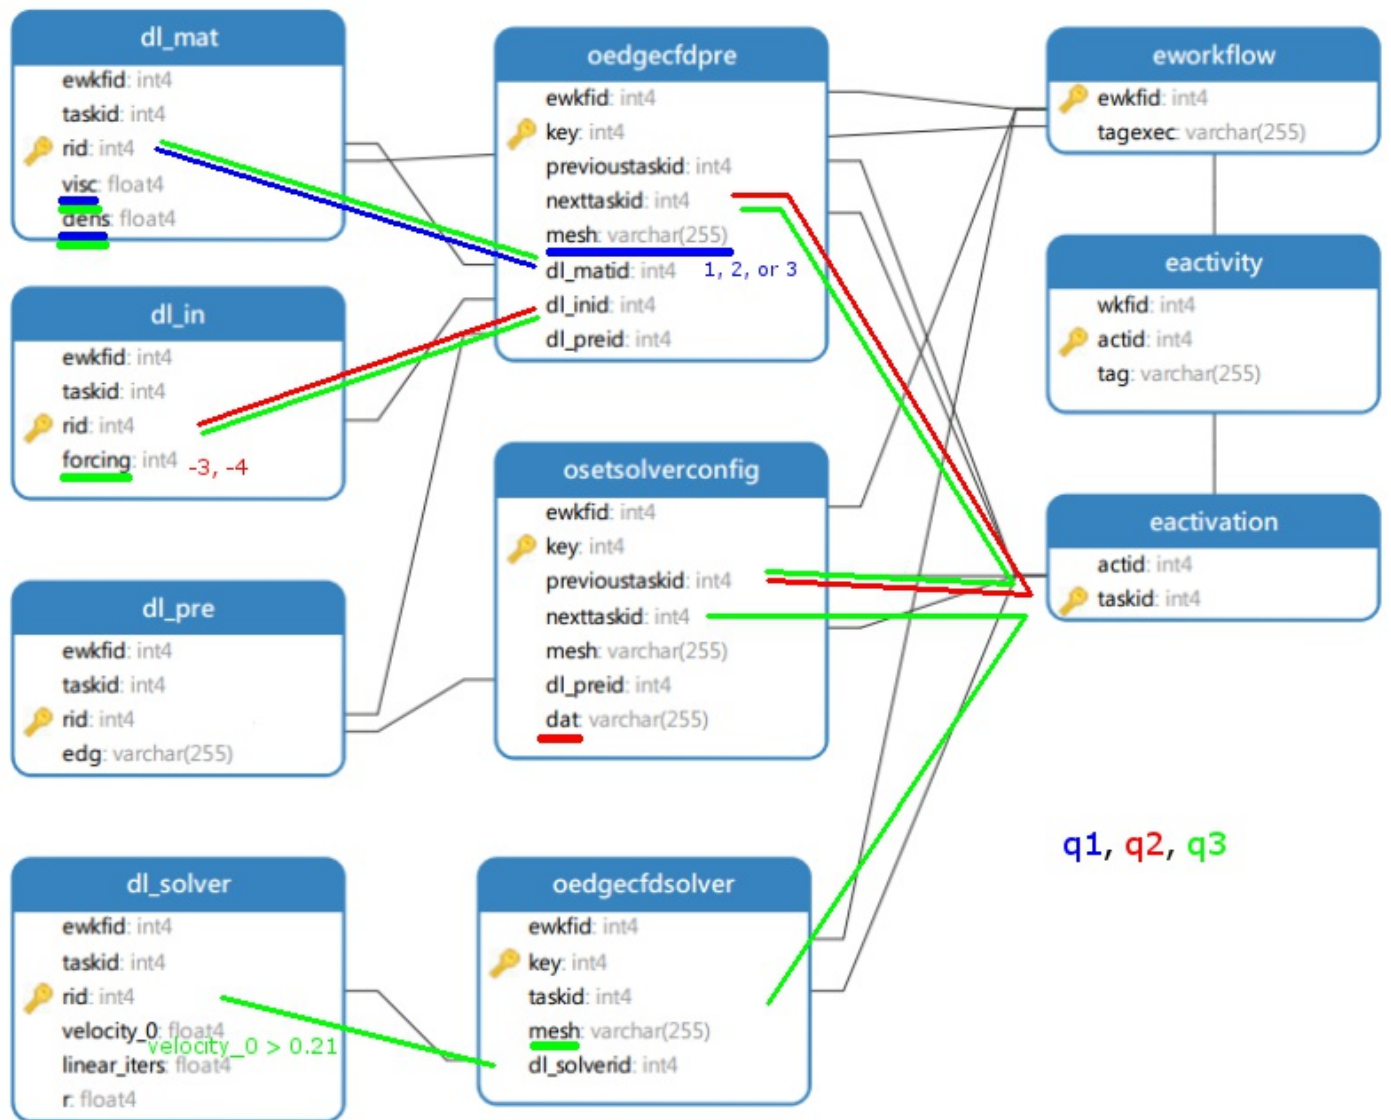 dl_mat
ewkfid: int4
taskid: int4
rid: int4
visc: float4
dens: float4
dl_in
ewkfid: int4
taskid: int4
rid: int4
forcing: int4
-3, -4
dl_pre
ewkfid: int4
taskid: int4
rid: int4
edg: varchar(255)
dl_solver
ewkfid: int4
taskid: int4
rid: int4
velocity_0: float4
velocity_0 > 0.21
linear_iters: float4
r: float4
oedgecfdpre
ewkfid: int4
key: int4
previoustaskid: int4
nexttaskid: int4
mesh: varchar(255)
dl_matid: int4
1, 2, or 3
dl_inid: int4
dl_preid: int4
osetsolverconfig
ewkfid: int4
key: int4
previoustaskid: int4
nexttaskid: int4
mesh: varchar(255)
dl_preid: int4
dat: varchar(255)
oedgecfdsolver
ewkfid: int4
key: int4
taskid: int4
mesh: varchar(255)
dl_solverid: int4
eworkflow
ewkfid: int4
tagexec: varchar(255)
eactivity
wkfid: int4
actid: int4
tag: varchar(255)
eactivation
actid: int4
taskid: int4
q1, q2, q3